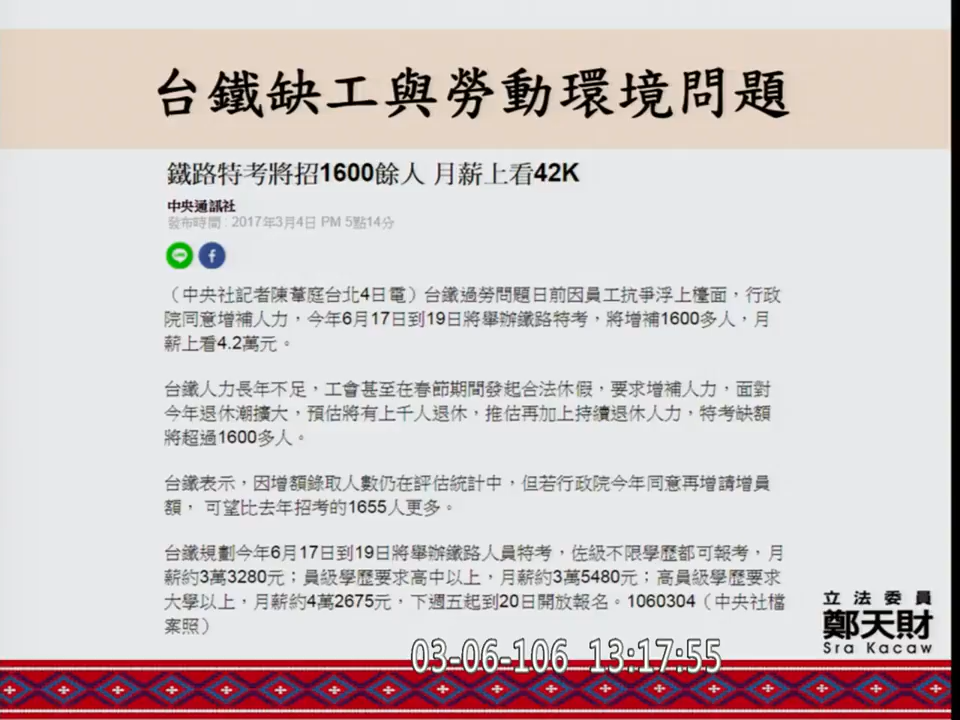 台鐵缺工與勞動環境問題
鐵路特考將招1600餘人 月薪上看42K
中央通訊社
發布時間：2017年3月4日 PM 5點14分
（中央社記者陳葦庭台北4日電）台鐵過勞問題日前因員工抗爭浮上檯面，行政
院同意增補人力，今年6月17日到19日將舉辦鐵路特考，將增補1600多人，月
薪上看4.2萬元。
台鐵人力長年不足，工會甚至在春節期間發起合法休假，要求增補人力，面對
今年退休潮擴大，預估將有上千人退休，推估再加上持續退休人力，特考缺額
將超過1600多人。
台鐵表示，因增額錄取人數仍在評估統計中，但若行政院今年同意再增請增員
額， 可望比去年招考的1655人更多。
台鐵規劃今年6月17日到19日將舉辦鐵路人員特考，佐級不限學歷都可報考，月
薪約3萬3280元；員級學歷要求高中以上，月薪約3萬5480元；高員級學歷要求
大學以上，月薪約4萬2675元，下週五起到20日開放報名。1060304（中央社檔
案照）
立法委員
鄭天財
Sra Kacaw
03-06-106 13:17:55